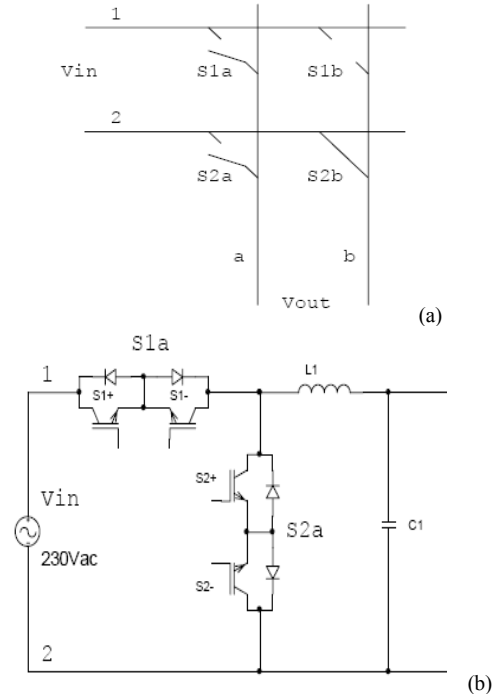 1
Vin S1a S1b
2
S2a S2b
a b
Vout
(a)
S1a
L1
1
S1+ S1-
Vin
S2+
S2a
C1
230Vac
S2-
2
(b)